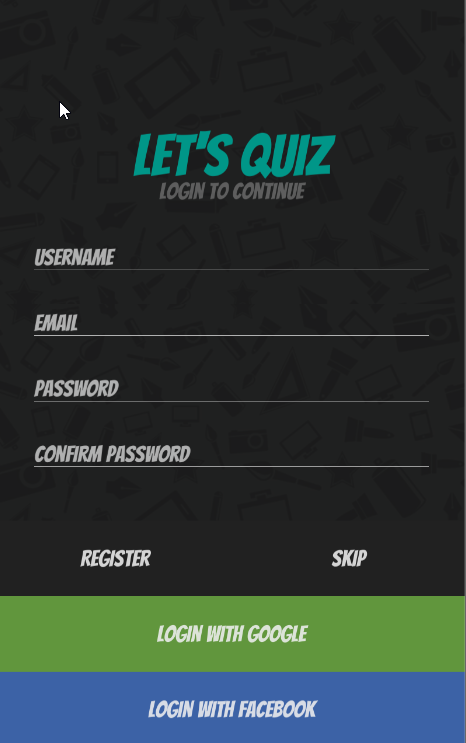 LET'S QUIZ
LOGIN TO CONTINUE
USERNAME
EMAIL
PASSWORD
CONFIRM PASSWORD
REGISTER SKIP
LOGIN WITH GOOGLE
LOGIN WITH FACEBOOK